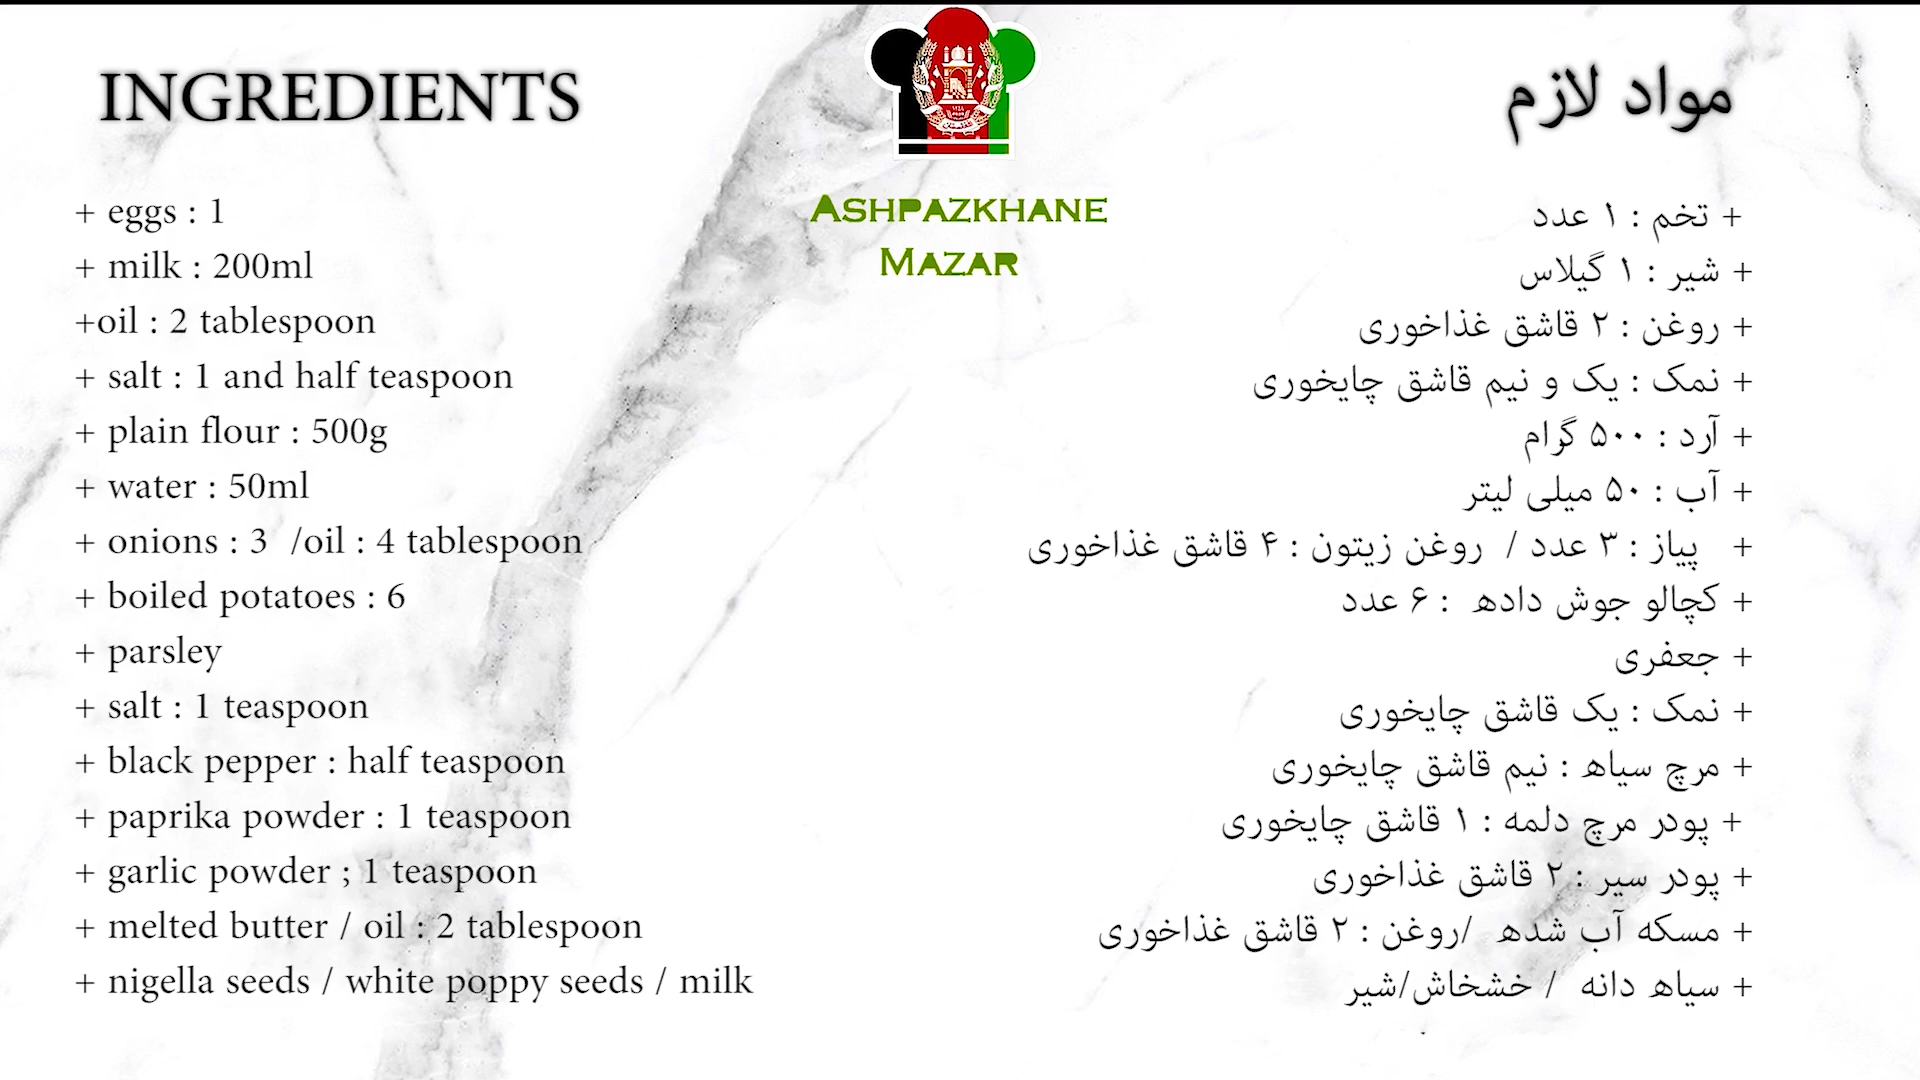 INGREDIENTS
+ eggs : 1
+ milk : 200ml
+oil : 2 tablespoon
+ salt : 1 and half teaspoon
+ plain flour : 500g
+ water : 50ml
+ onions : 3  /oil : 4 tablespoon
+ boiled potatoes : 6
+ parsley
+ salt : 1 teaspoon
+ black pepper : half teaspoon
+ paprika powder : 1 teaspoon
+ garlic powder ; 1 teaspoon
+ melted butter / oil : 2 tablespoon
+ nigella seeds / white poppy seeds / milk
ASHPAZKHANE
MAZAR
مواد لازم
+ تخم : ۱ عدد
+ شیر : ۱ گیلاس
+ روغن : ۲ قاشق غذاخوری
+ نمک : یک و نیم قاشق چایخوری
+ آرد : ۵۰۰ گرام
+ آب : ۵۰ میلی لیتر
+ پیاز : ۳ عدد / روغن زیتون : ۴ قاشق غذاخوری
+ کچالو جوش داده : ۶ عدد
+ جعفری
+ نمک : یک قاشق چایخوری
+ مرچ سیاه : نیم قاشق چایخوری
+ پودر مرچ دلمه : ۱ قاشق چایخوری
+ پودر سیر : ۲ قاشق غذاخوری
+ مسکه آب شده /روغن : ۲ قاشق غذاخوری
+ سیاه دانه / خشخاش/شیر